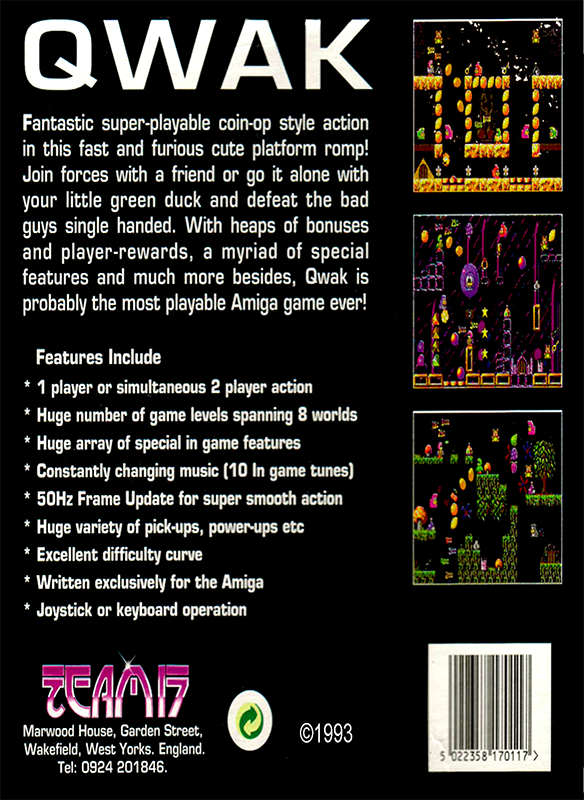 QWAK
Fantastic super-playable coin-op style action
in this fast and furious cute platform romp!
Join forces with a friend or go it alone with
your little green duck and defeat the bad
guys single handed. With heaps of bonuses
and player-rewards, a myriad of special
features and much more besides, Qwak is
probably the most playable Amiga game ever!
Features Include
* 1 player or simultaneous 2 player action
* Huge number of game levels spanning 8 worlds
* Huge array of special in game features
* Constantly changing music (10 In game tunes)
* 50Hz Frame Update for super smooth action
* Huge variety of pick-ups, power-ups etc
* Excellent difficulty curve
* Written exclusively for the Amiga
* Joystick or keyboard operation
TEAM17
Marwood House, Garden Street,
Wakefield, West Yorks. England.
Tel: 0924 201846.
©1993
5 022358 170117 >